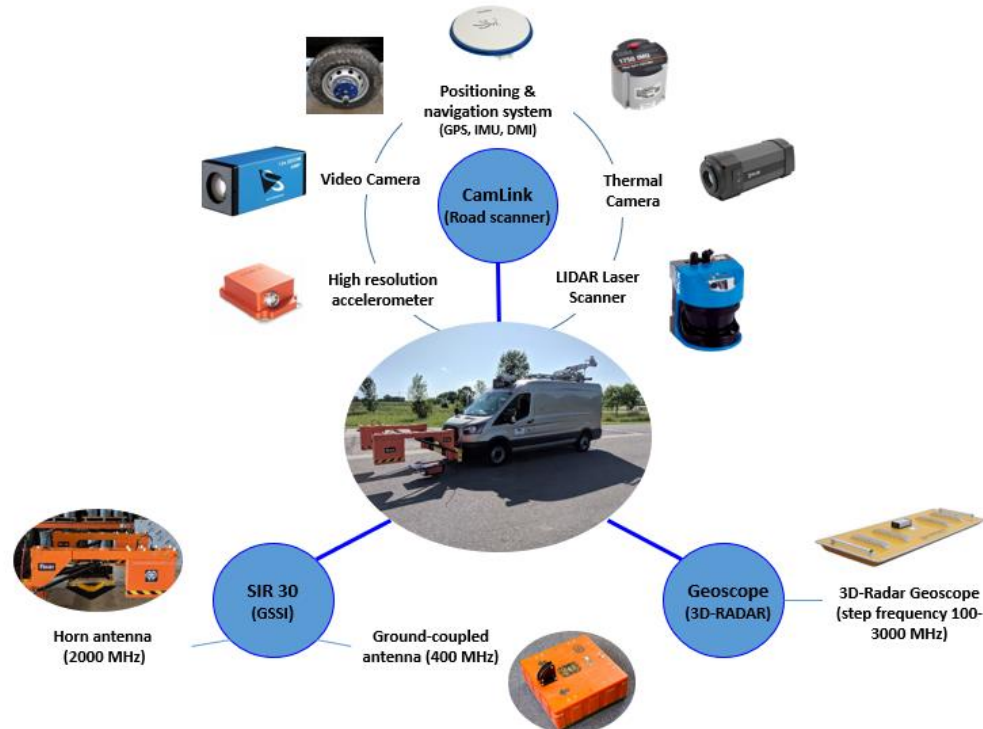 1750 IMU
Positioning &
navigation system
(GPS, IMU, DMI)
Video Camera
CamLink
(Road scanner)
Thermal
Camera
High resolution
accelerometer
LIDAR Laser
Scanner
SIR 30
(GSSI)
Geoscope
(3D-RADAR)
3D-Radar Geoscope
(step frequency 100-
3000 MHz)
Horn antenna
(2000 MHz)
Ground-coupled
antenna (400 MHz)